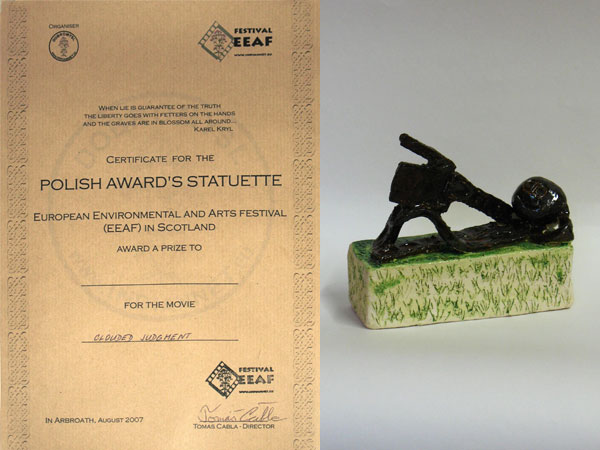 ORGANISER
FESTIVAL
EEAF
WHEN LIE IS GUARANTEE OF THE TRUTH
THE LIBERTY GOES WITH FETTERS ON THE HANDS
AND THE GRAVES ARE IN BLOSSOM ALL AROUND...
KAREL KRYL
CERTIFICATE FOR THE
POLISH AWARD'S STATUETTE
EUROPEAN ENVIRONMENTAL AND ARTS FESTIVAL
(EEAF) IN SCOTLAND
AWARD A PRIZE TO
FOR THE MOVIE
CLOUDED JUDGMENT
FESTIVAL
EEAF
IN ARBROATH, AUGUST 2007
Tomáš Cabla
TOMAS CABLA - DIRECTOR